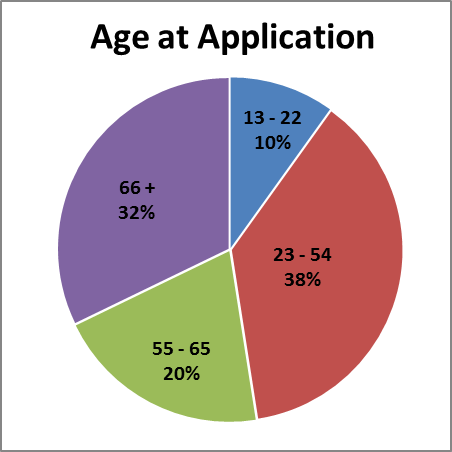 Age at Application
13 - 22
10%
23 - 54
38%
55 - 65
20%
66 +
32%